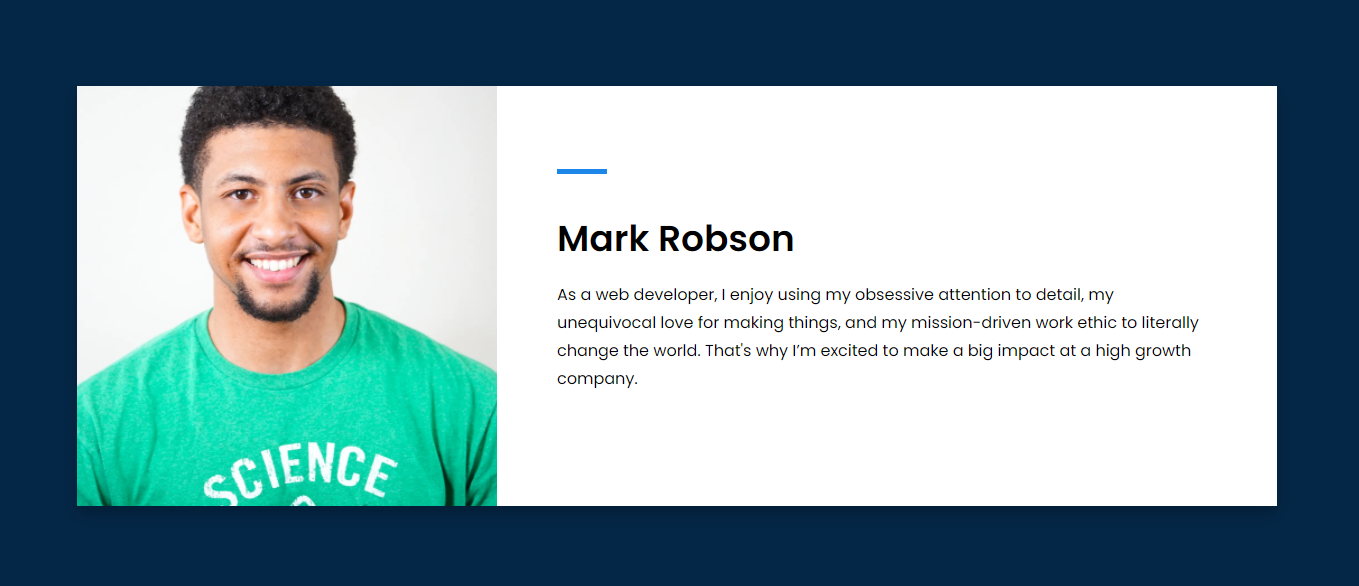 Mark Robson
As a web developer, I enjoy using my obsessive attention to detail, my
unequivocal love for making things, and my mission-driven work ethic to literally
change the world. That's why I’m excited to make a big impact at a high growth
company.
SCIENCE